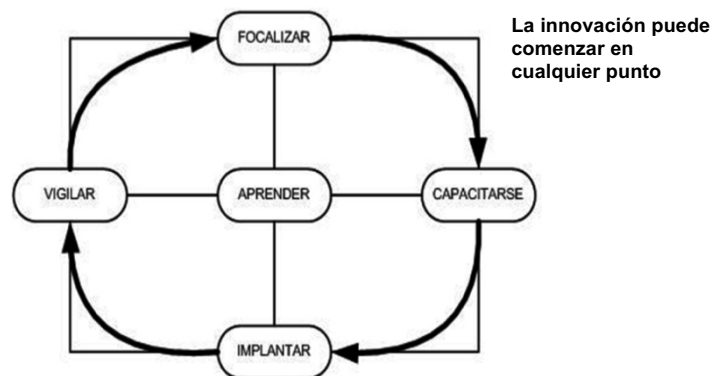 FOCALIZAR
La innovación puede
comenzar en
cualquier punto
VIGILAR
APRENDER
CAPACITARSE
IMPLANTAR